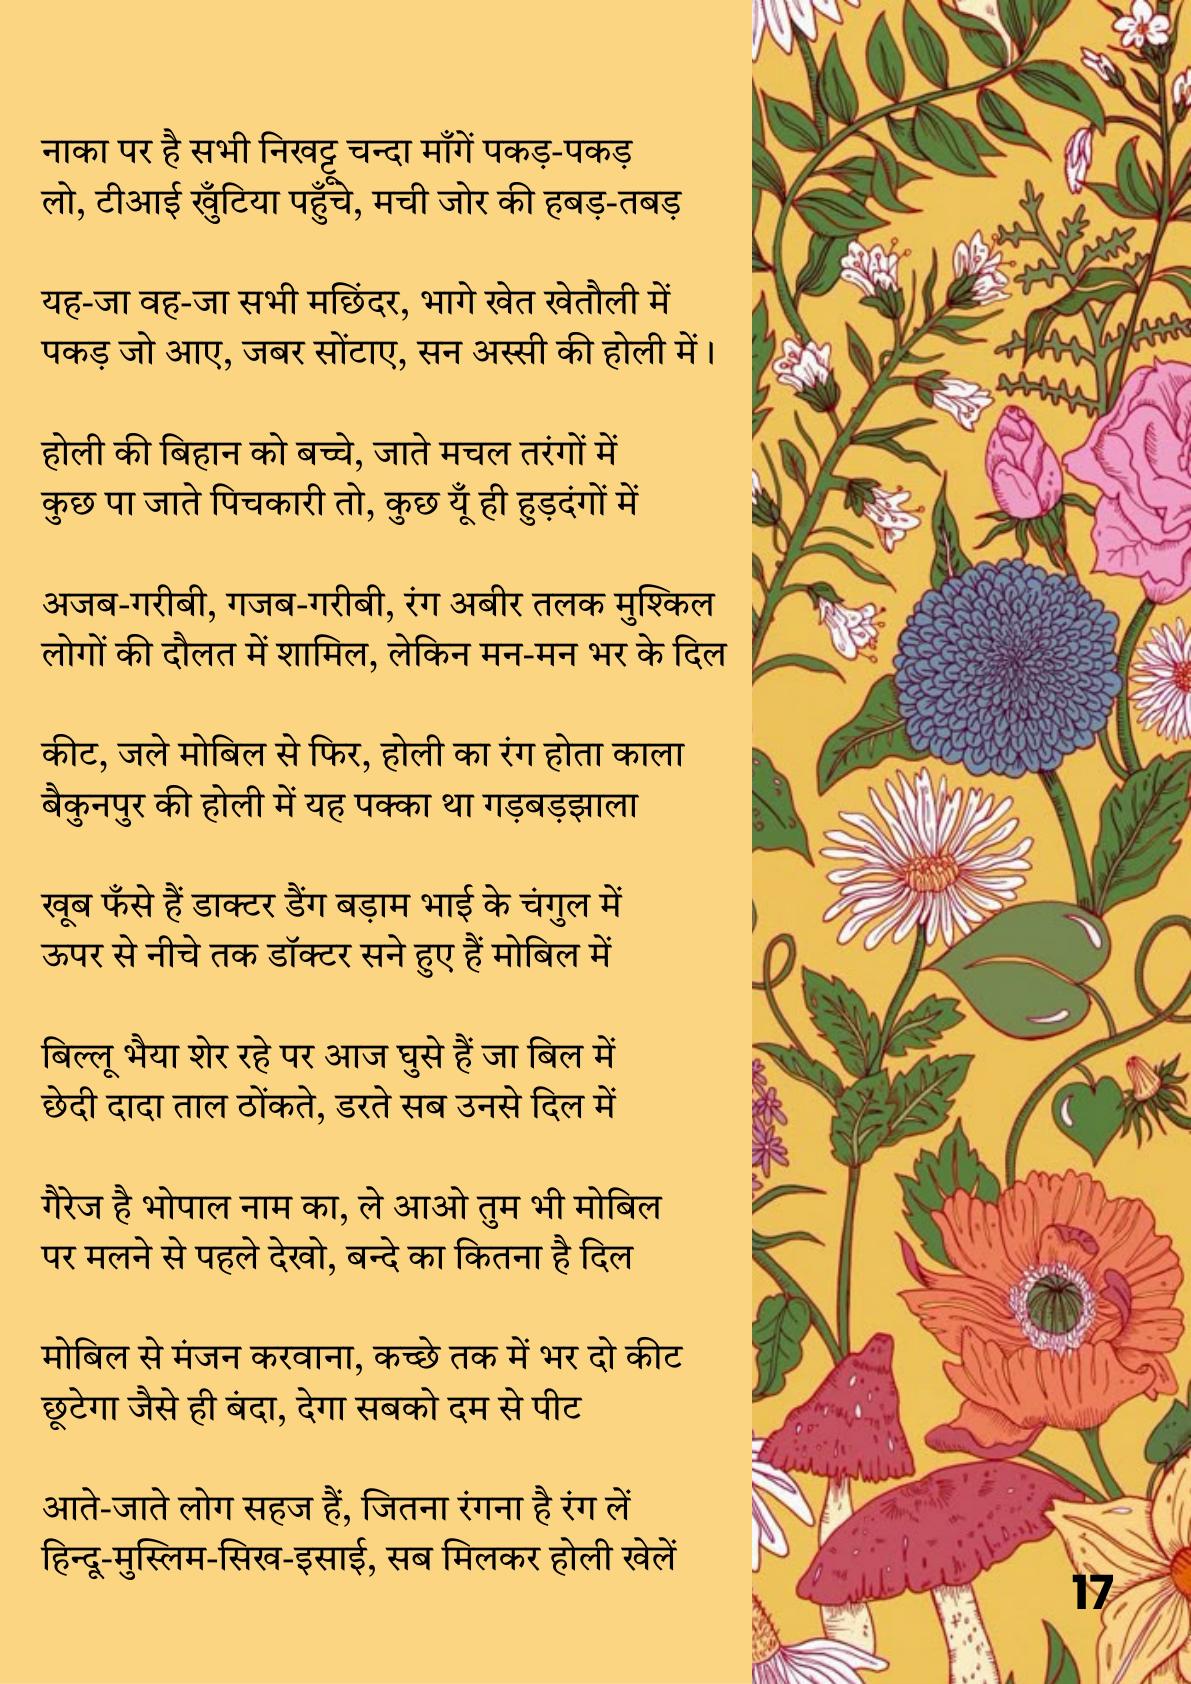 नाका पर है सभी निखट्टू चन्दा माँगें पकड़-पकड़
लो, टीआई खुँटिया पहुँचे, मची जोर की हबड़-तबड़
यह-जा वह-जा सभी मछिंदर, भागे खेत खेतौली में
पकड़ जो आए, जबर सोंटाए, सन अस्सी की होली में।
होली की बिहान को बच्चे, जाते मचल तरंगों में
कुछ पा जाते पिचकारी तो, कुछ यूँ ही हुड़दंगों में
अजब-गरीबी, गजब-गरीबी, रंग अबीर तलक मुश्किल
लोगों की दौलत में शामिल, लेकिन मन-मन भर के दिल
कीट, जले मोबिल से फिर, होली का रंग होता काला
बैकुनपुर की होली में यह पक्का था गड़बड़झाला
खूब फँसे हैं डाक्टर डैंग बड़ाम भाई के चंगुल में
ऊपर से नीचे तक डॉक्टर सने हुए हैं मोबिल में
बिल्लू भैया शेर रहे पर आज घुसे हैं जा बिल में
छेदी दादा ताल ठोंकते, डरते सब उनसे दिल में
गैरेज है भोपाल नाम का, ले आओ तुम भी मोबिल
पर मलने से पहले देखो, बन्दे का कितना है दिल
मोबिल से मंजन करवाना, कच्छे तक में भर दो कीट
छूटेगा जैसे ही बंदा, देगा सबको दम से पीट
आते-जाते लोग सहज हैं, जितना रंगना है रंग लें
हिन्दू-मुस्लिम-सिख-इसाई, सब मिलकर होली खेलें
17